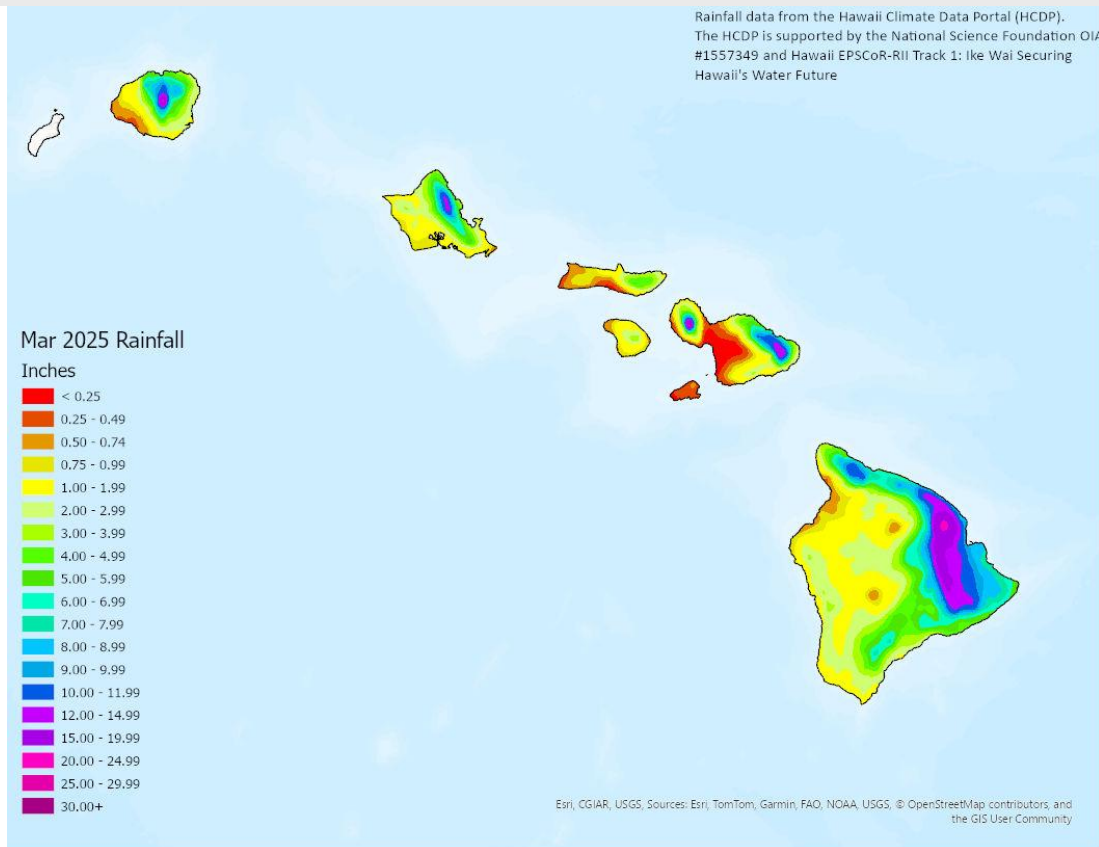 Rainfall data from the Hawaii Climate Data Portal (HCDP).
The HCDP is supported by the National Science Foundation OIA
#1557349 and Hawaii EPSCoR-RII Track 1: Ike Wai Securing
Hawaii's Water Future
Mar 2025 Rainfall
Inches
< 0.25
0.25 - 0.49
0.50 - 0.74
0.75 - 0.99
1.00 - 1.99
2.00 - 2.99
3.00 - 3.99
4.00 - 4.99
5.00 - 5.99
6.00 - 6.99
7.00 - 7.99
8.00 - 8.99
9.00 - 9.99
10.00 - 11.99
12.00 - 14.99
15.00 - 19.99
20.00 - 24.99
25.00 - 29.99
30.00+
Esri, CGIAR, USGS, Sources: Esri, TomTom, Garmin, FAO, NOAA, USGS, © OpenStreetMap contributors, and
the GIS User Community